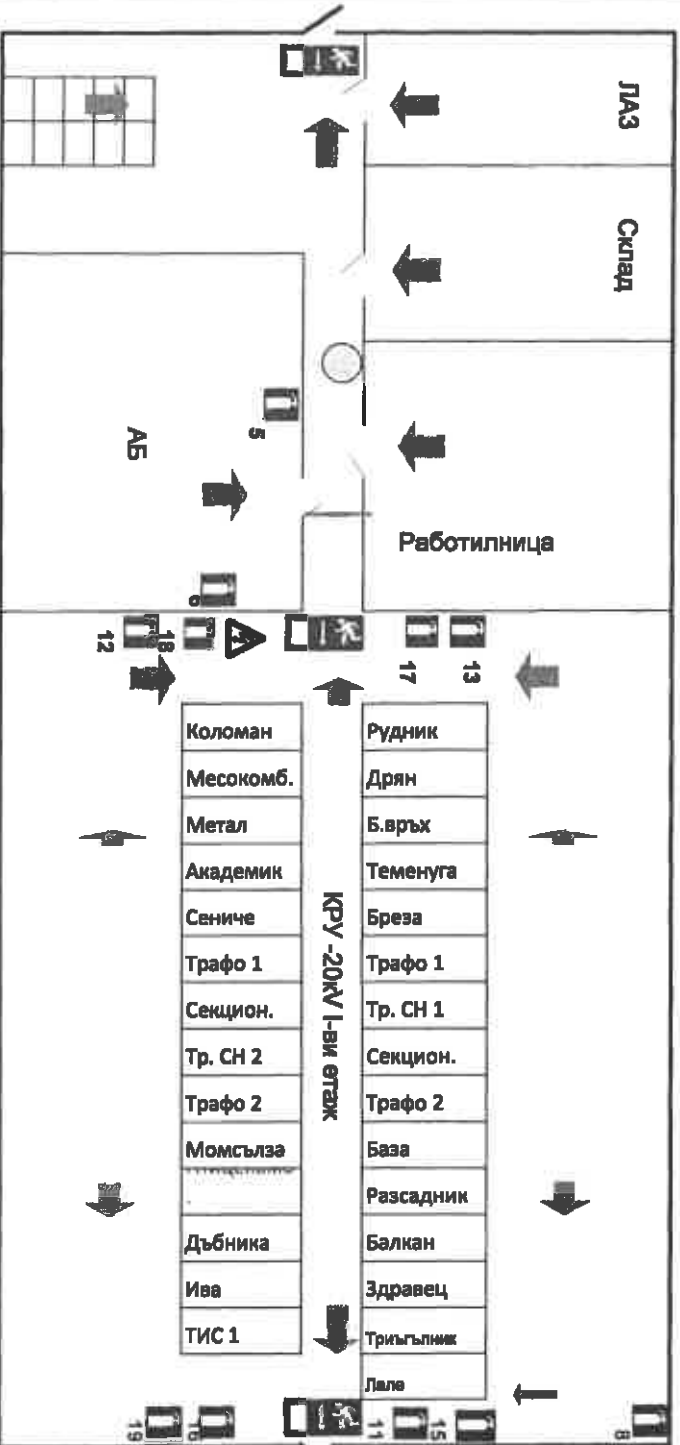 ЛАЗ
Склад
Работилница
АБ
5
12
18
17
13
Коломан
Месокомб.
Метал
Академик
Сениче
Трафо 1
Секцион.
Тр. СН 2
Трафо 2
Момсълза
Дъбника
Ива
ТИС 1
КРУ -20кV I-ви етаж
Рудник
Дрян
Б.връх
Теменуга
Бреза
Трафо 1
Тр. СН 1
Секцион.
Трафо 2
База
Разсадник
Балкан
Здравец
Триъгълник
Лале
19
16
11
15
8